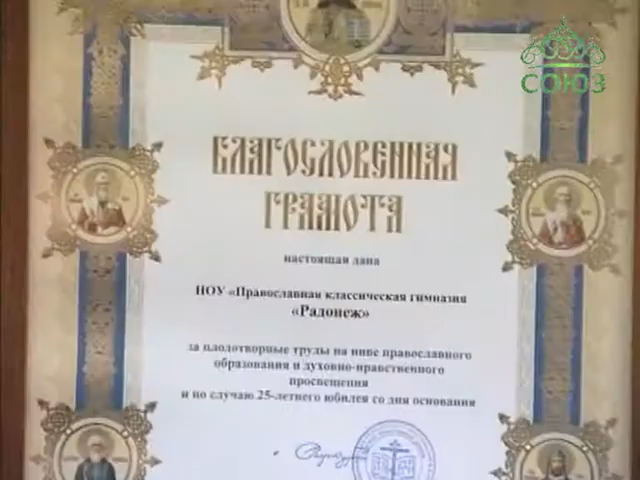 СОЮЗ
БЛАГОСЛОВЕННАЯ
ГРАМОТА
настоящая дана
НОУ «Православная классическая гимназия
«Радонеж»
за плодотворные труды на ниве православного
образования и духовно-нравственного
просвещения
и по случаю 25-летнего юбилея со дня основания